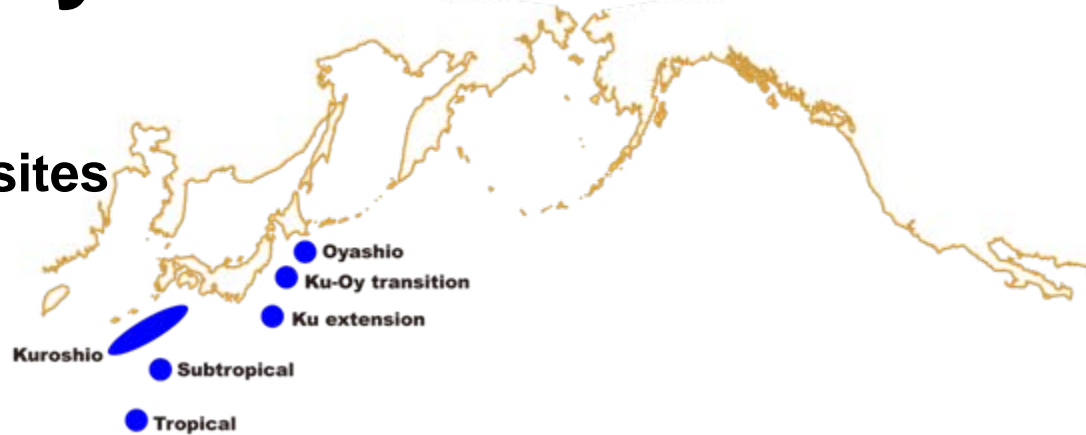 sites
Oyashio
Ku-Oy transition
Ku extension
Kuroshio
Subtropical
Tropical